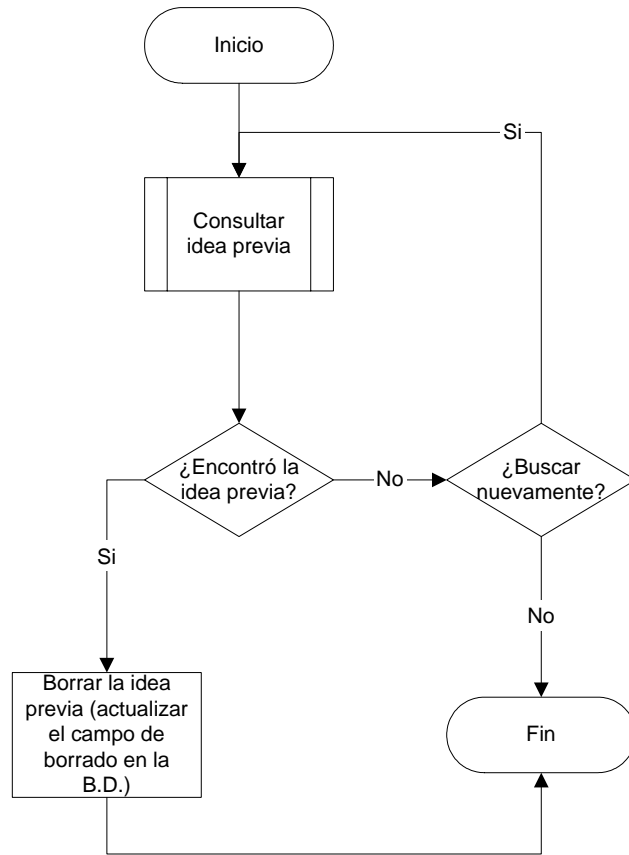 Inicio
Si
Consultar
idea previa
¿Encontró la
idea previa?
No
¿Buscar
nuevamente?
Si
No
Borrar la idea
previa (actualizar
el campo de
borrado en la
B.D.)
Fin